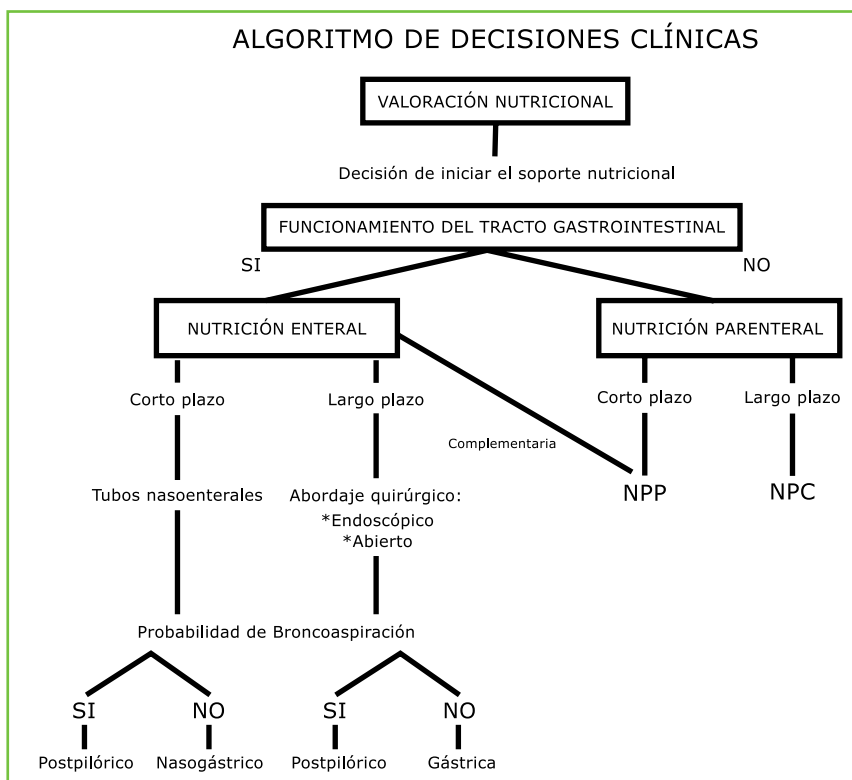 ALGORITMO DE DECISIONES CLÍNICAS
VALORACIÓN NUTRICIONAL
Decisión de iniciar el soporte nutricional
FUNCIONAMIENTO DEL TRACTO GASTROINTESTINAL
SI
NO
NUTRICIÓN ENTERAL
NUTRICIÓN PARENTERAL
Corto plazo
Largo plazo
Corto plazo
Largo plazo
Complementaria
Tubos nasoenterales
Abordaje quirúrgico:
*Endoscópico
*Abierto
NPP
NPC
Probabilidad de Broncoaspiración
SI
NO
SI
NO
Postpilórico
Nasogástrico
Postpilórico
Gástrica